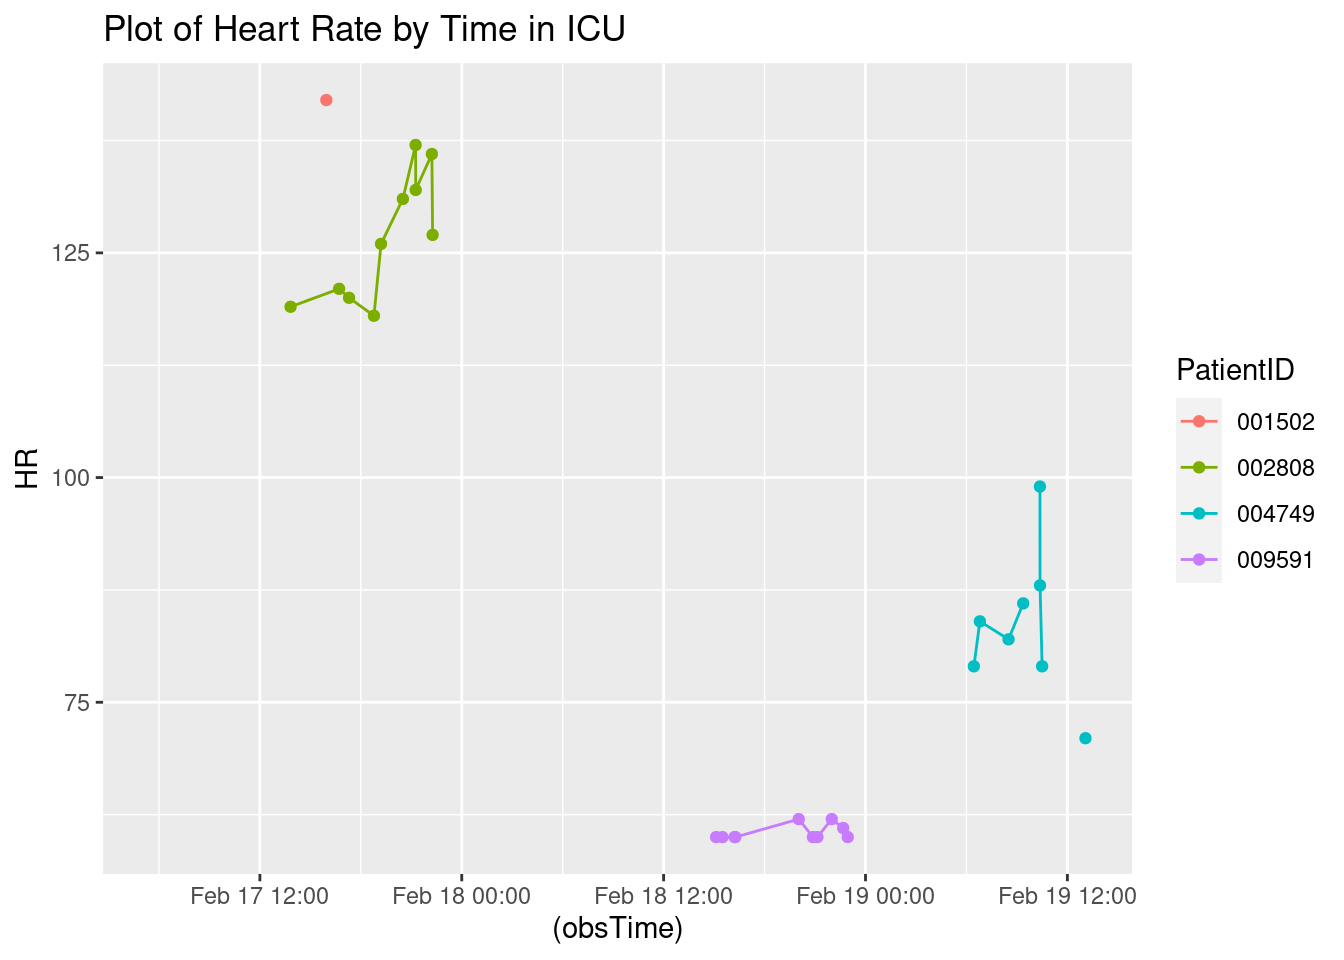 Plot of Heart Rate by Time in ICU
HR
125
100
75
Feb 17 12:00
Feb 18 00:00
Feb 18 12:00
Feb 19 00:00
Feb 19 12:00
(obsTime)
PatientID
001502
002808
004749
009591